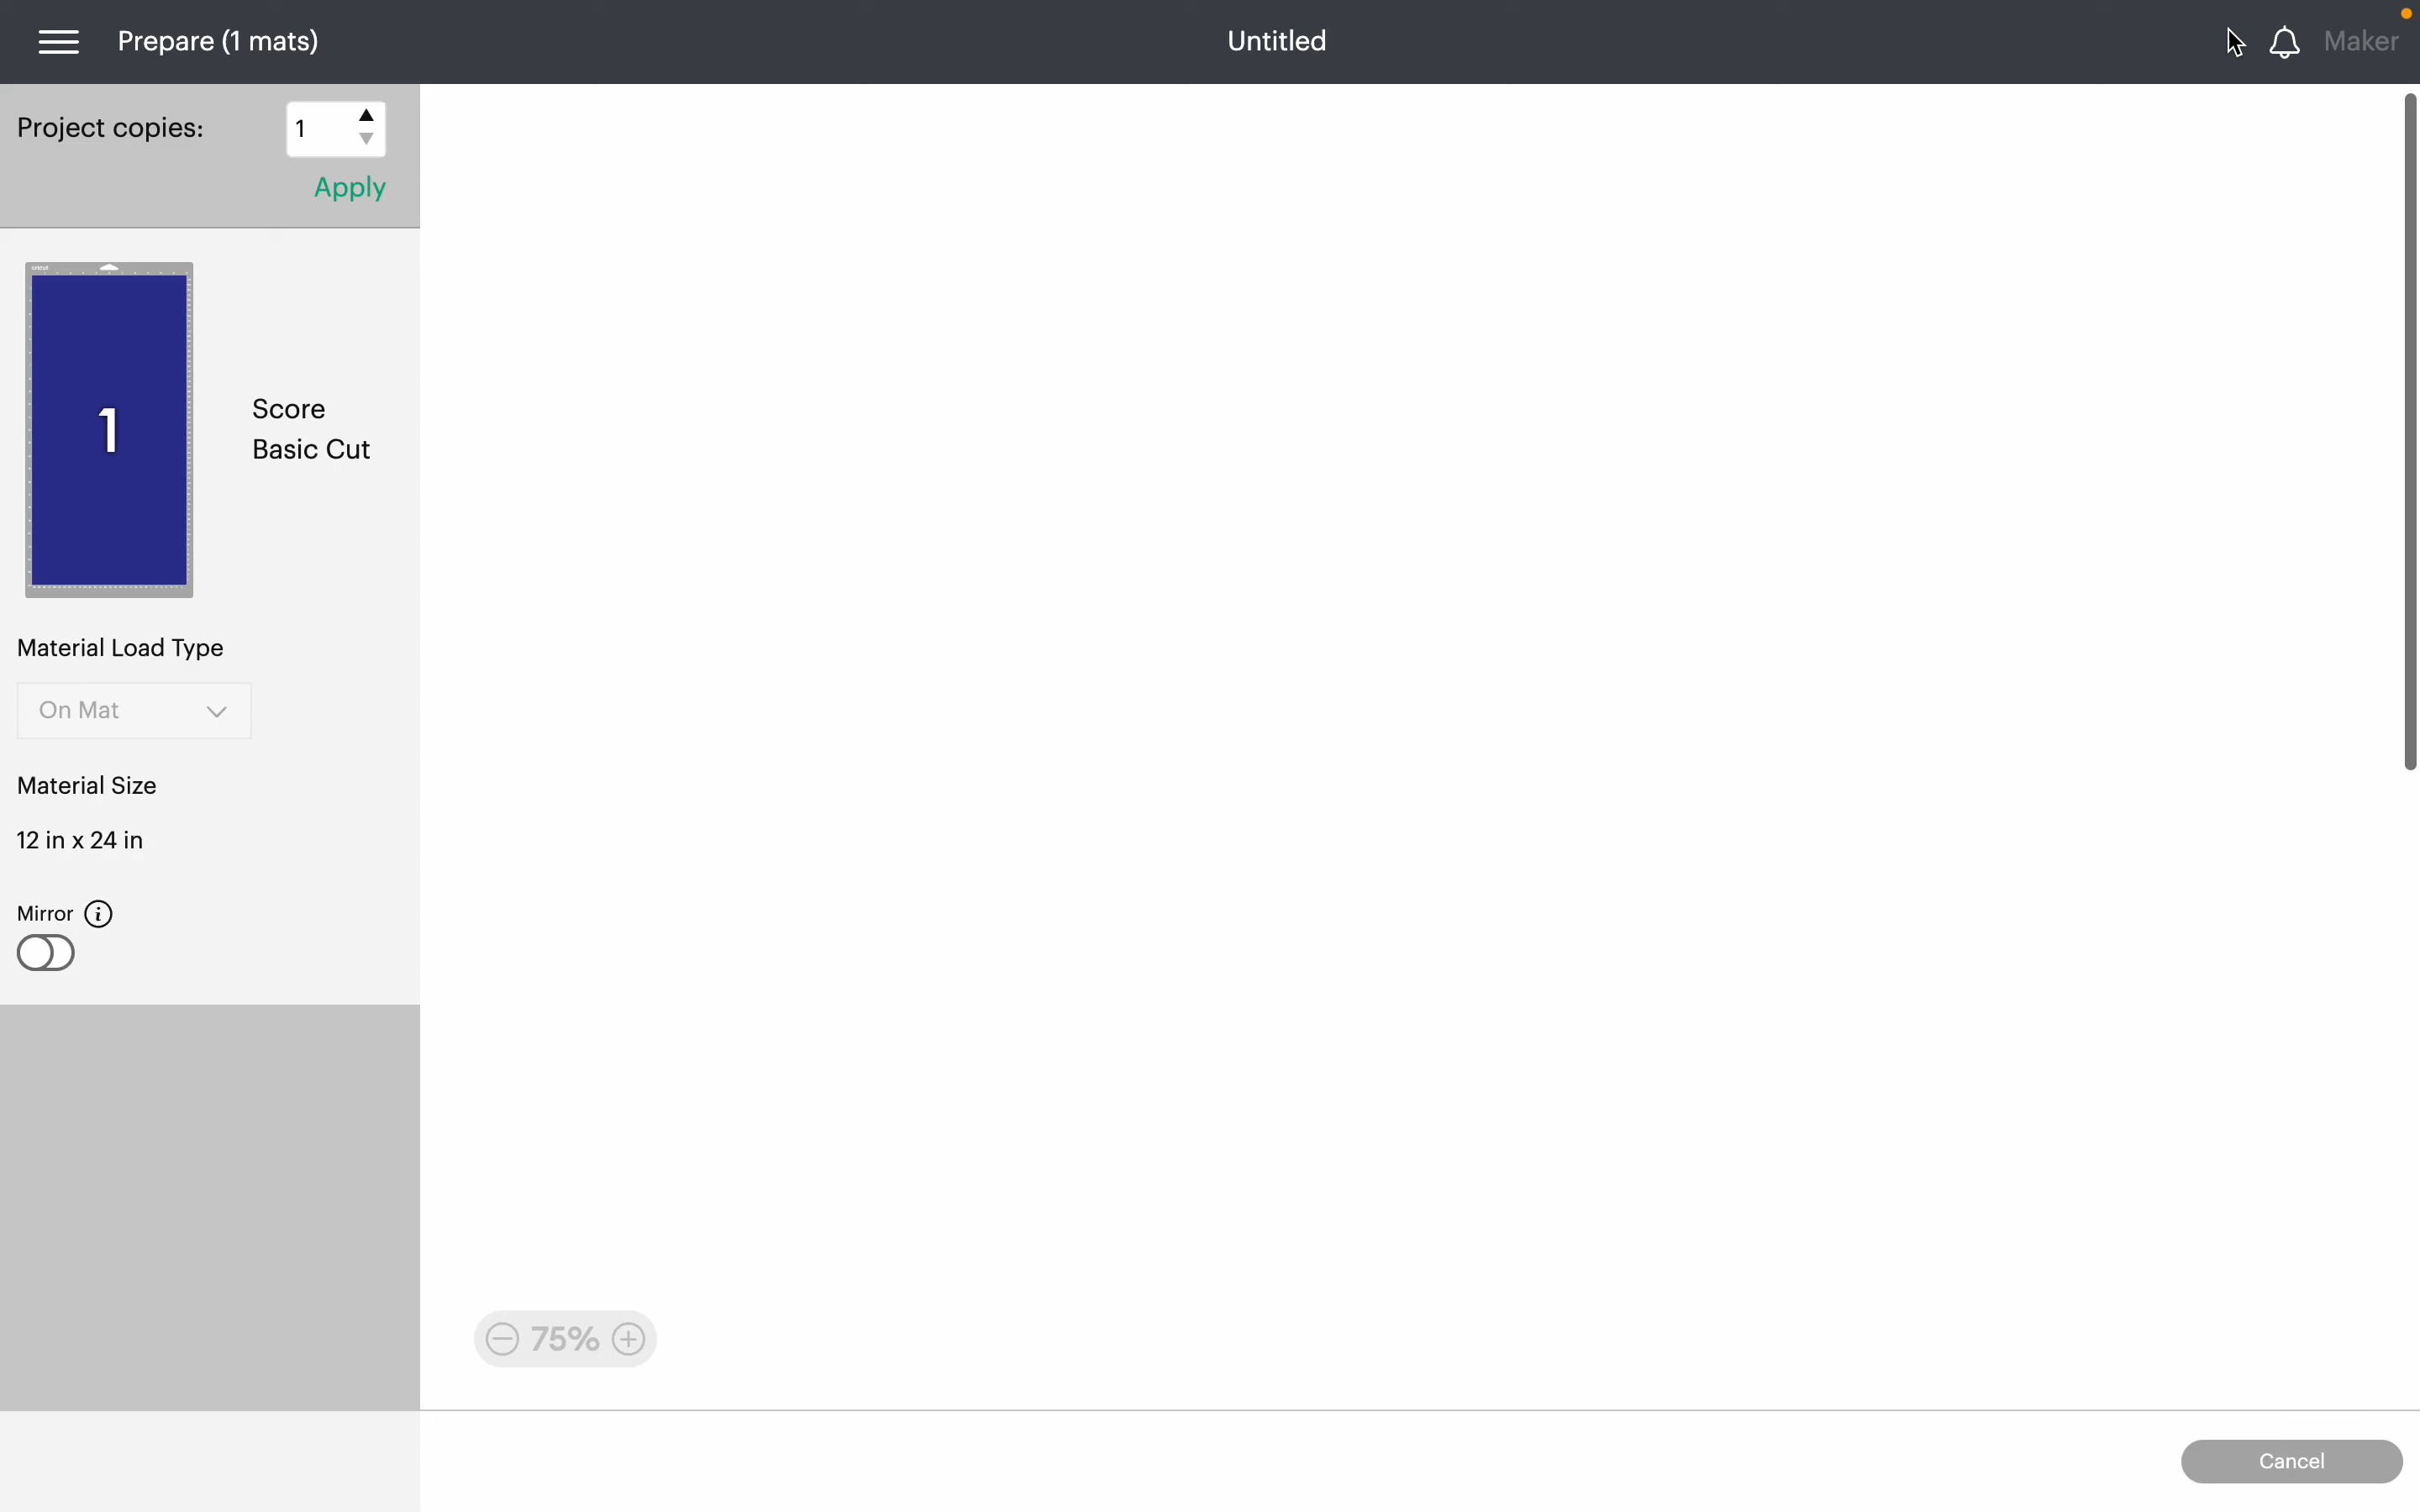 Prepare (1 mats)
Untitled
Maker
Project copies:
1
Apply
cricut
1
Score
Basic Cut
Material Load Type
On Mat
Material Size
12 in x 24 in
Mirror
75%
Cancel